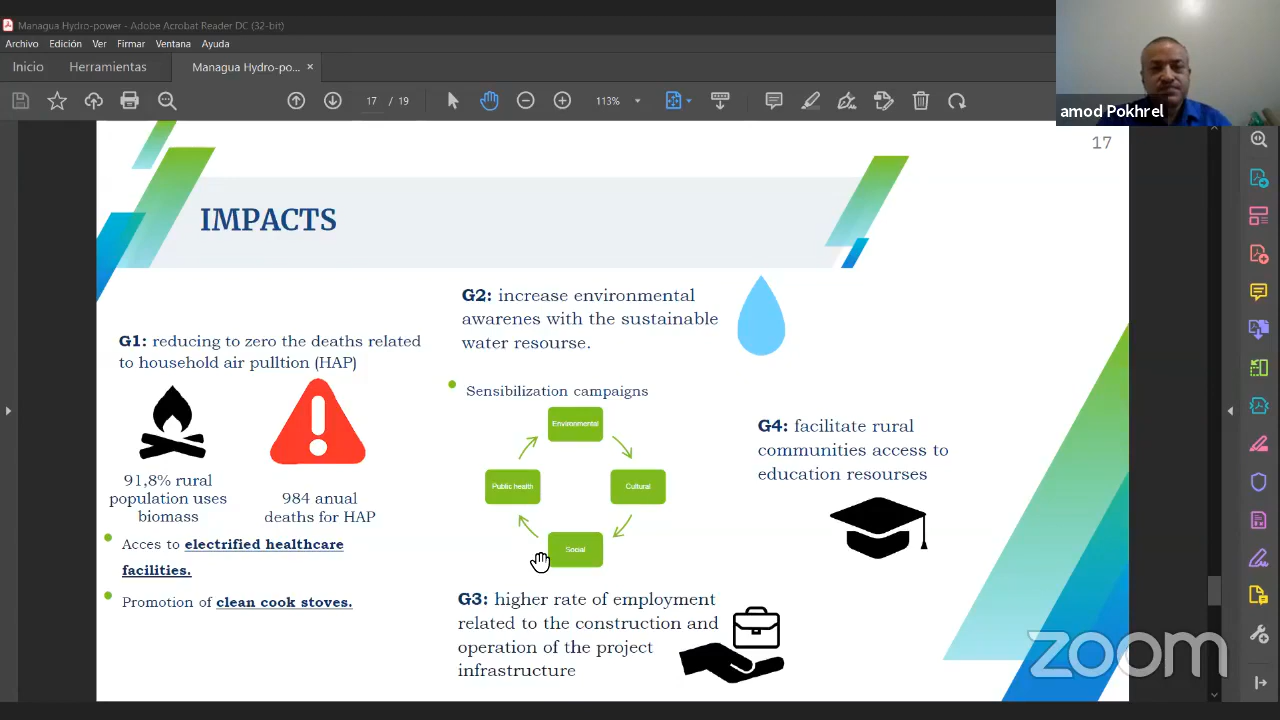 Managua Hydro-power - Adobe Acrobat Reader DC (32-bit)
Archivo Edición Ver Firmar Ventana Ayuda
Inicio Herramientas Managua Hydro-po... ×
17 / 19 113%
amod Pokhrel
17
IMPACTS
G1: reducing to zero the deaths related
to household air pulltion (HAP)
91,8% rural
population uses
biomass
984 anual
deaths for HAP
Acces to electrified healthcare
facilities.
Promotion of clean cook stoves.
G2: increase environmental
awarenes with the sustainable
water resourse.
Sensibilization campaigns
Environmental
Public health
Cultural
Social
G3: higher rate of employment
related to the construction and
operation of the project
infrastructure
G4: facilitate rural
communities access to
education resourses
zoom